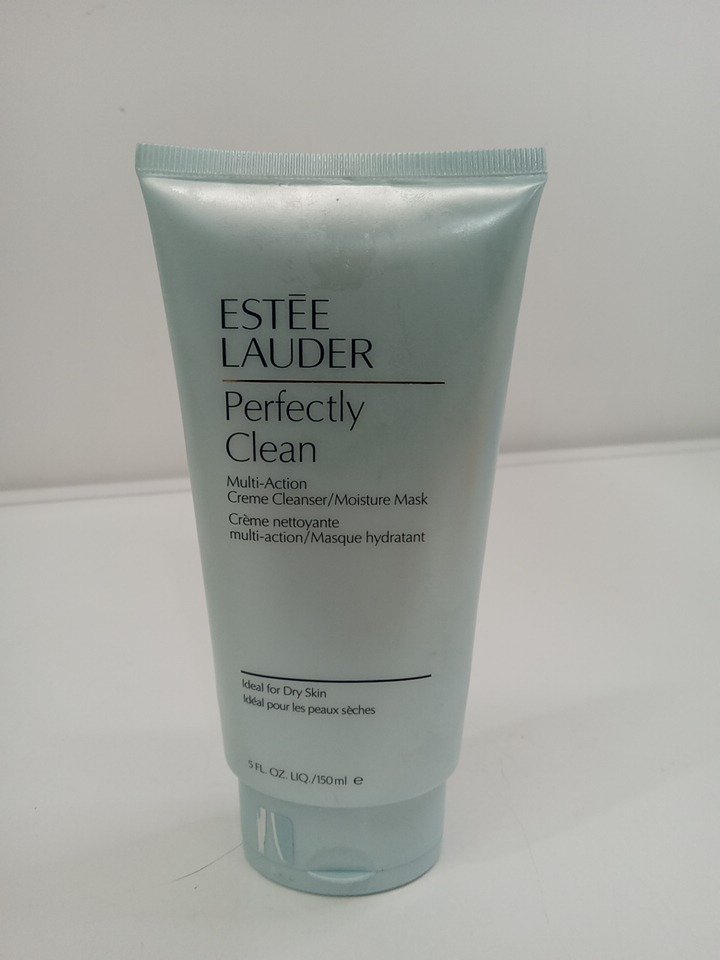 ESTĒE
LAUDER
Perfectly
Clean
Multi-Action
Creme Cleanser/Moisture Mask
Crème nettoyante
multi-action/Masque hydratant
Ideal for Dry Skin
Idéal pour les peaux sèches
5 FL. OZ. LIQ./150 ml ℮